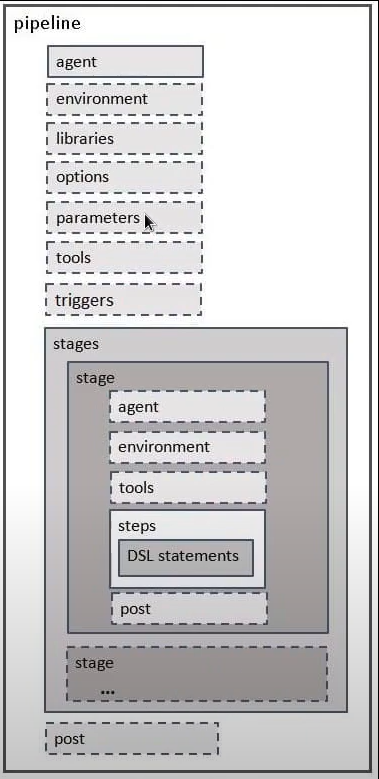 pipeline
agent
environment
libraries
options
parameters
tools
triggers
stages
stage
agent
environment
tools
steps
DSL statements
post
stage
...
post